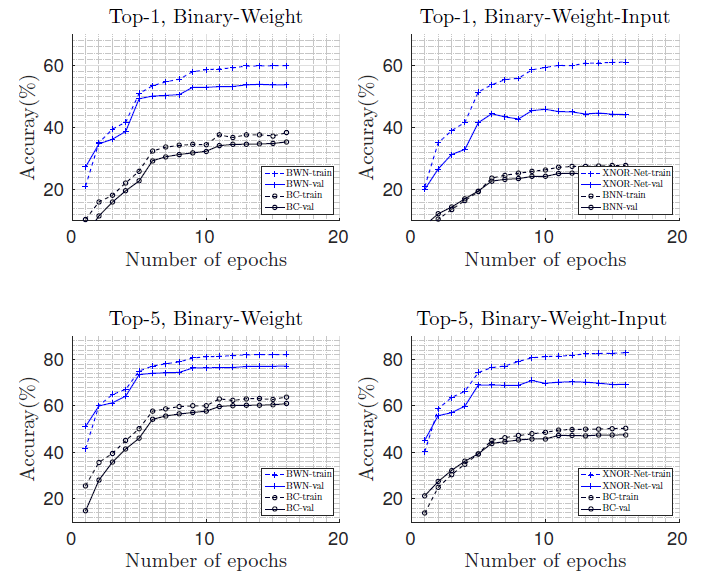 Top-1, Binary-Weight
Accuray(%)
60
40
20
BWN-train
BWN-val
BC-train
BC-val
0
10
20
Number of epochs
Top-1, Binary-Weight-Input
Accuray(%)
60
40
20
XNOR-Net-train
XNOR-Net-val
BNN-train
BNN-val
0
10
20
Number of epochs
Top-5, Binary-Weight
Accuray(%)
80
60
40
20
BWN-train
BWN-val
BC-train
BC-val
0
10
20
Number of epochs
Top-5, Binary-Weight-Input
Accuray(%)
80
60
40
20
XNOR-Net-train
XNOR-Net-val
BC-train
BC-val
0
10
20
Number of epochs